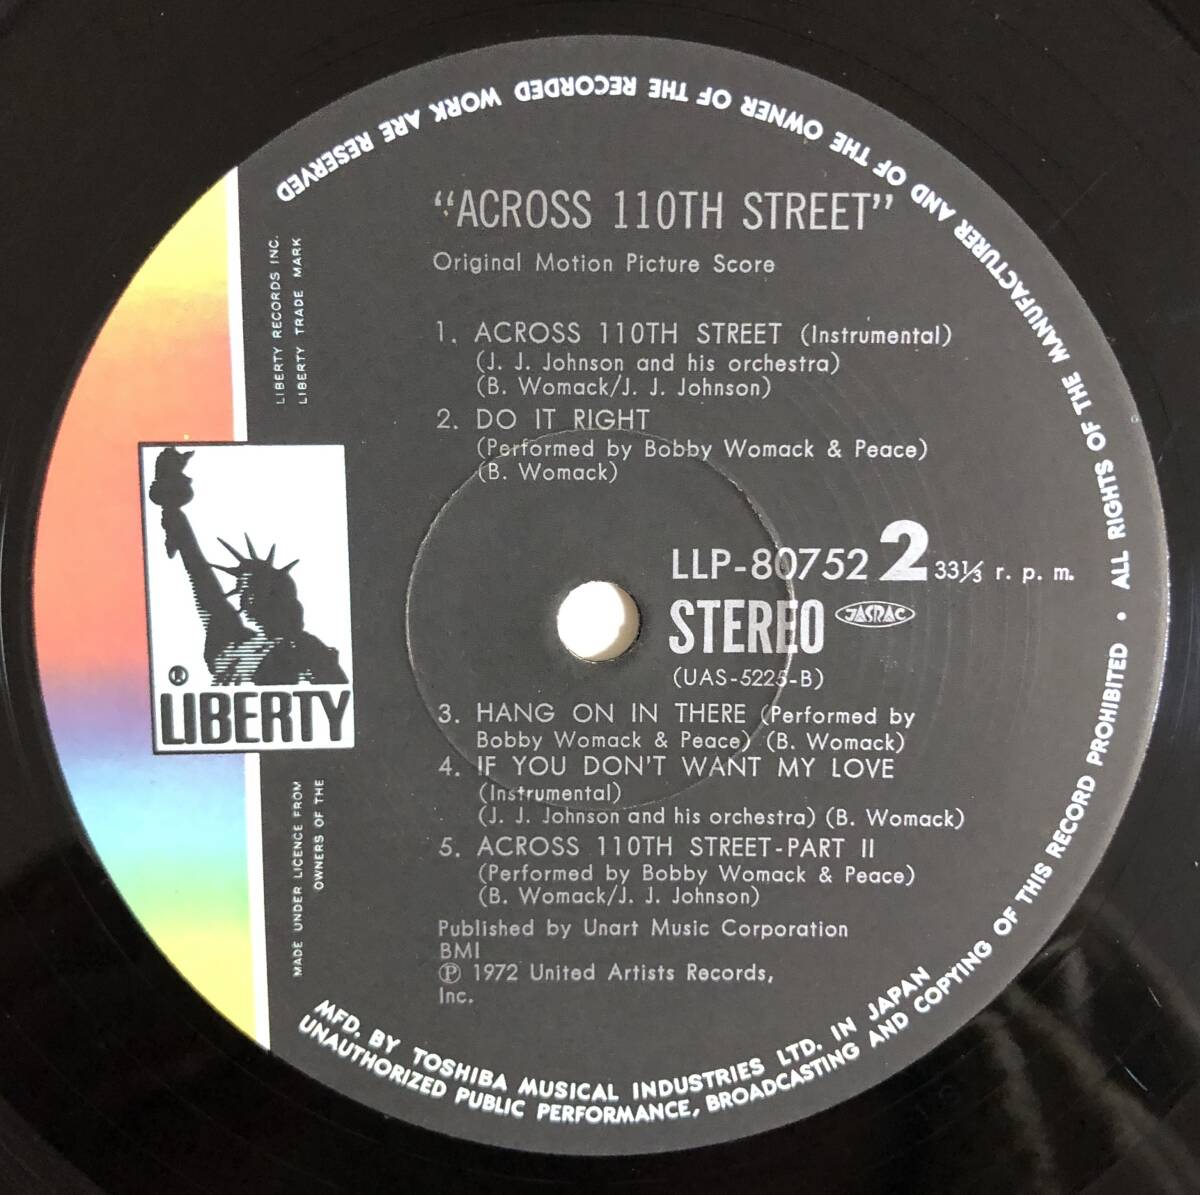 "ACROSS 110TH STREET"
Original Motion Picture Score
1. ACROSS 110TH STREET (Instrumental)
(J. J. Johnson and his orchestra)
(B. Womack/J. J. Johnson)
2. DO IT RIGHT
(Performed by Bobby Womack & Peace)
(B. Womack)
LLP-80752 2 33⅓ r. p. m.
STEREO JASRAC
(UAS-5225-B)
3. HANG ON IN THERE (Performed by
Bobby Womack & Peace) (B. Womack)
4. IF YOU DON'T WANT MY LOVE
(Instrumental)
(J. J. Johnson and his orchestra) (B. Womack)
5. ACROSS 110TH STREET-PART II
(Performed by Bobby Womack & Peace)
(B. Womack/J. J. Johnson)
Published by Unart Music Corporation
BMI
Ⓟ 1972 United Artists Records,
Inc.
LIBERTY RECORDS INC.
LIBERTY TRADE MARK
®
LIBERTY
MADE UNDER LICENCE FROM
OWNERS OF THE
MFD. BY TOSHIBA MUSICAL INDUSTRIES LTD. IN JAPAN
UNAUTHORIZED PUBLIC PERFORMANCE, BROADCASTING AND COPYING OF THIS RECORD PROHIBITED • ALL RIGHTS OF THE MANUFACTURER AND OF THE OWNER OF THE RECORDED WORK ARE RESERVED